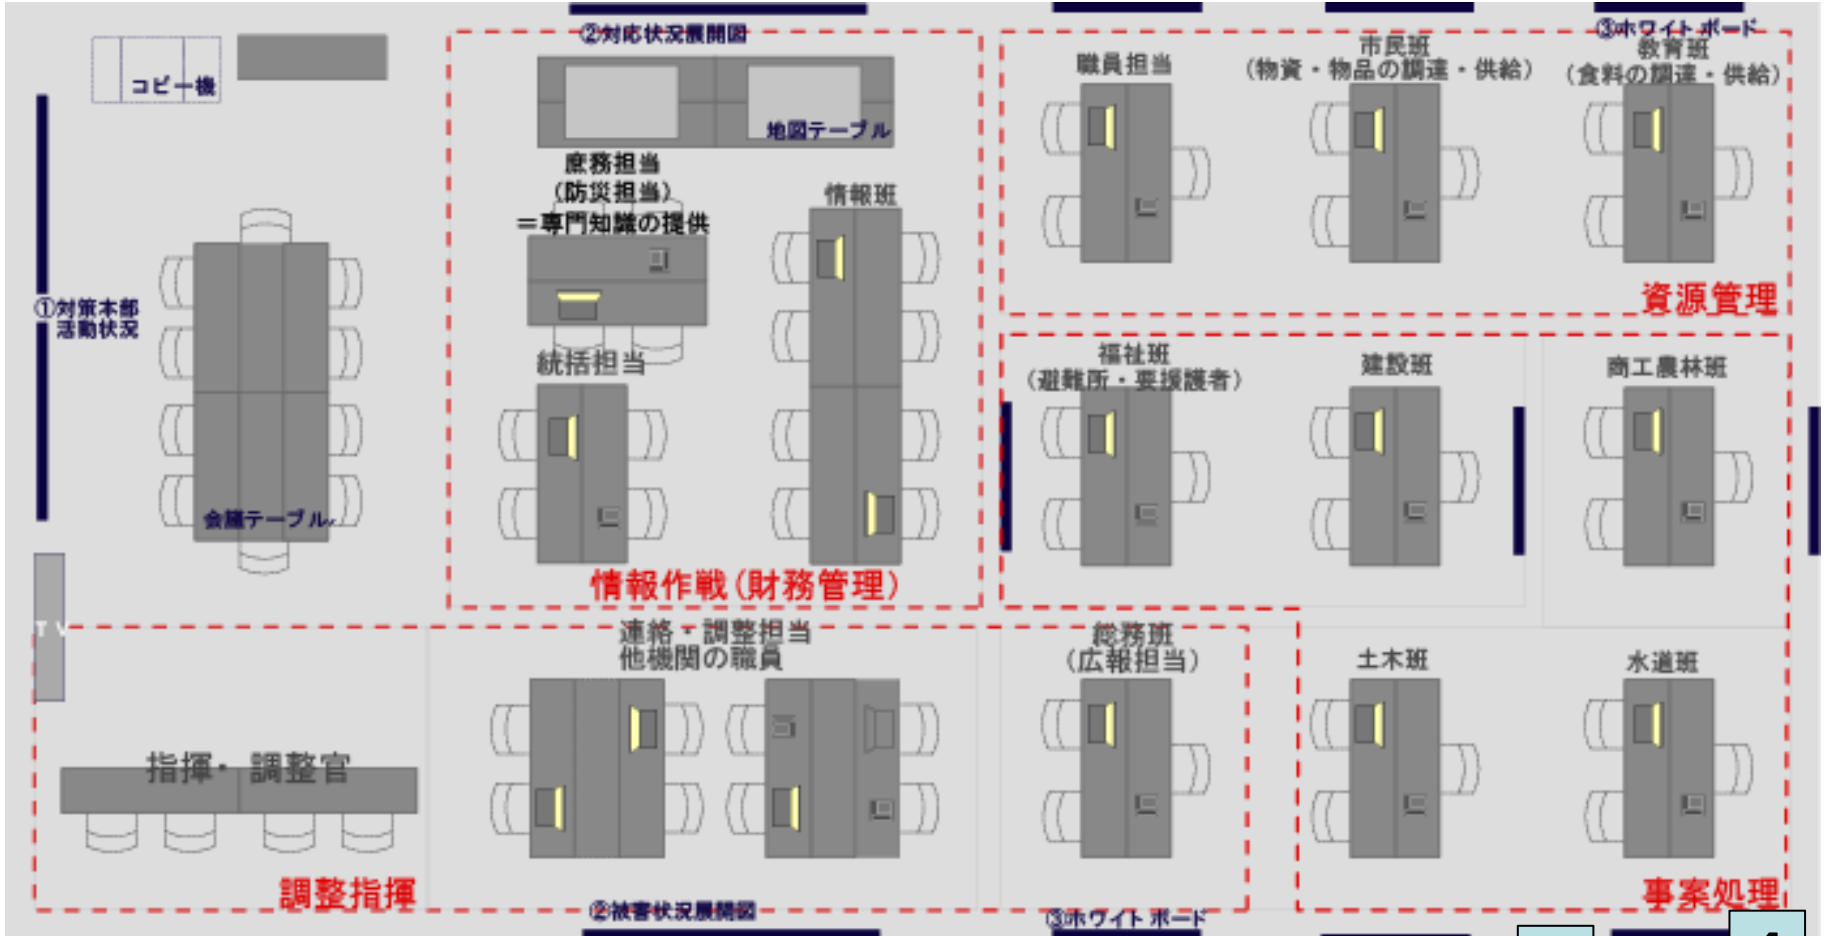 コピー機
①対策本部
活動状況
会議テーブル
TV
②対応状況展開図
地図テーブル
庶務担当
(防災担当)
＝専門知識の提供
情報班
統括担当
情報作戦(財務管理)
③ホワイトボード
職員担当
市民班
(物資・物品の調達・供給)
教育班
(食料の調達・供給)
資源管理
福祉班
(避難所・要援護者)
建設班
商工農林班
連絡・調整担当
他機関の職員
総務班
(広報担当)
土木班
水道班
指揮・調整官
調整指揮
事案処理
②被害状況展開図
③ホワイトボード